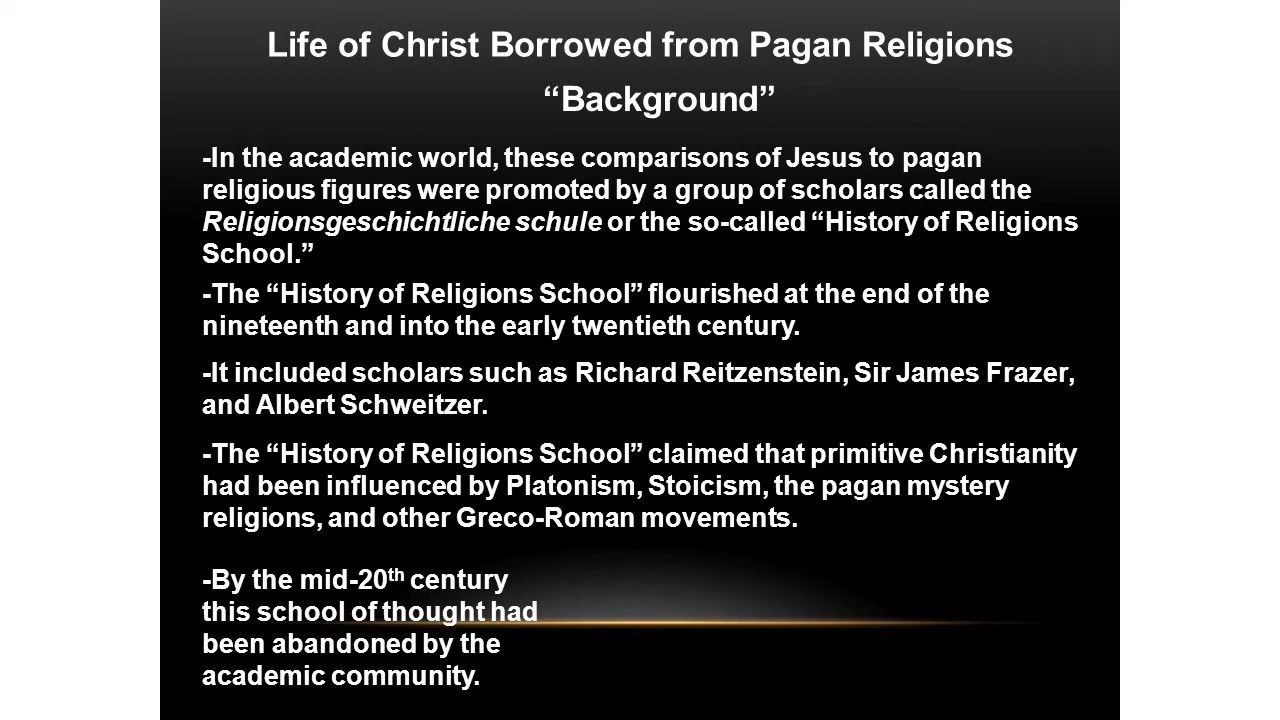 Life of Christ Borrowed from Pagan Religions
“Background”
-In the academic world, these comparisons of Jesus to pagan
religious figures were promoted by a group of scholars called the
Religionsgeschichtliche schule or the so-called “History of Religions
School.”
-The “History of Religions School” flourished at the end of the
nineteenth and into the early twentieth century.
-It included scholars such as Richard Reitzenstein, Sir James Frazer,
and Albert Schweitzer.
-The “History of Religions School” claimed that primitive Christianity
had been influenced by Platonism, Stoicism, the pagan mystery
religions, and other Greco-Roman movements.
-By the mid-20th century
this school of thought had
been abandoned by the
academic community.